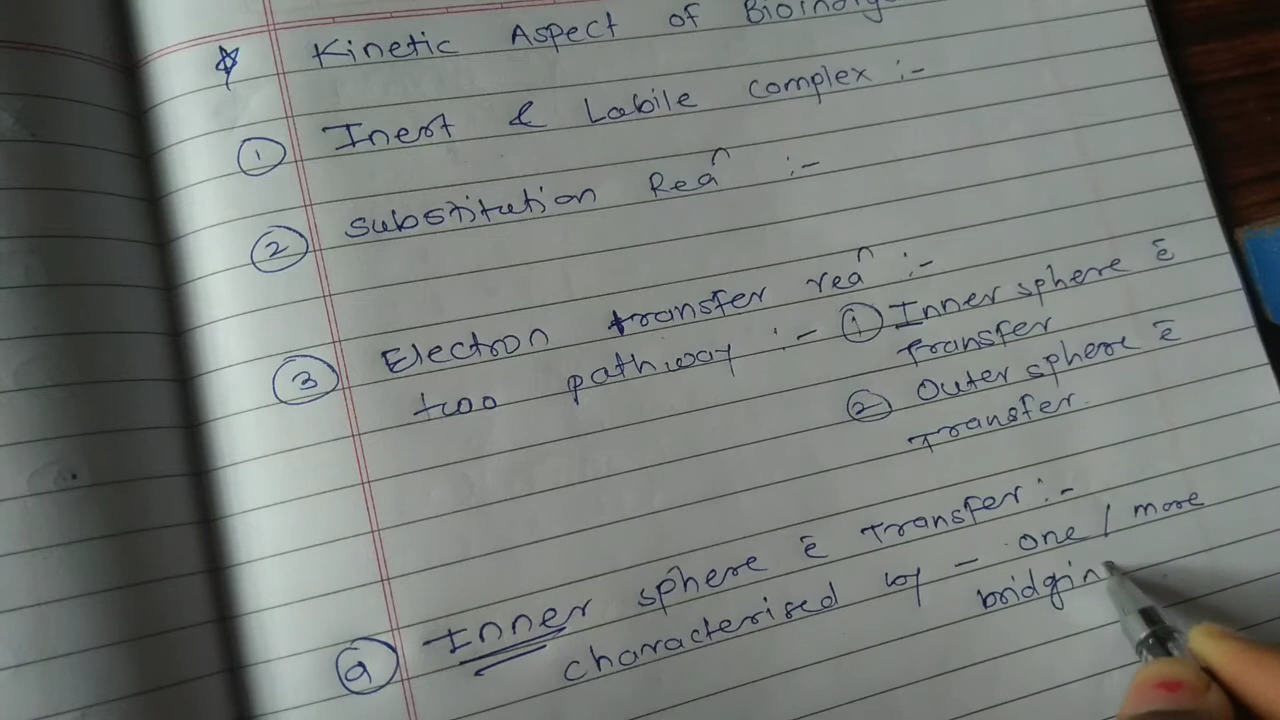 ☆ Kinetic Aspect of
① Inert & Labile complex :-
② substitution Reaⁿ :-
③ Electron transfer reaⁿ :-
two pathway :- ① Inner sphere ē
Transfer
② Outer sphere ē
Transfer.
ⓐ Inner sphere ē Transfer :-
characterised by - one / more
bridgin